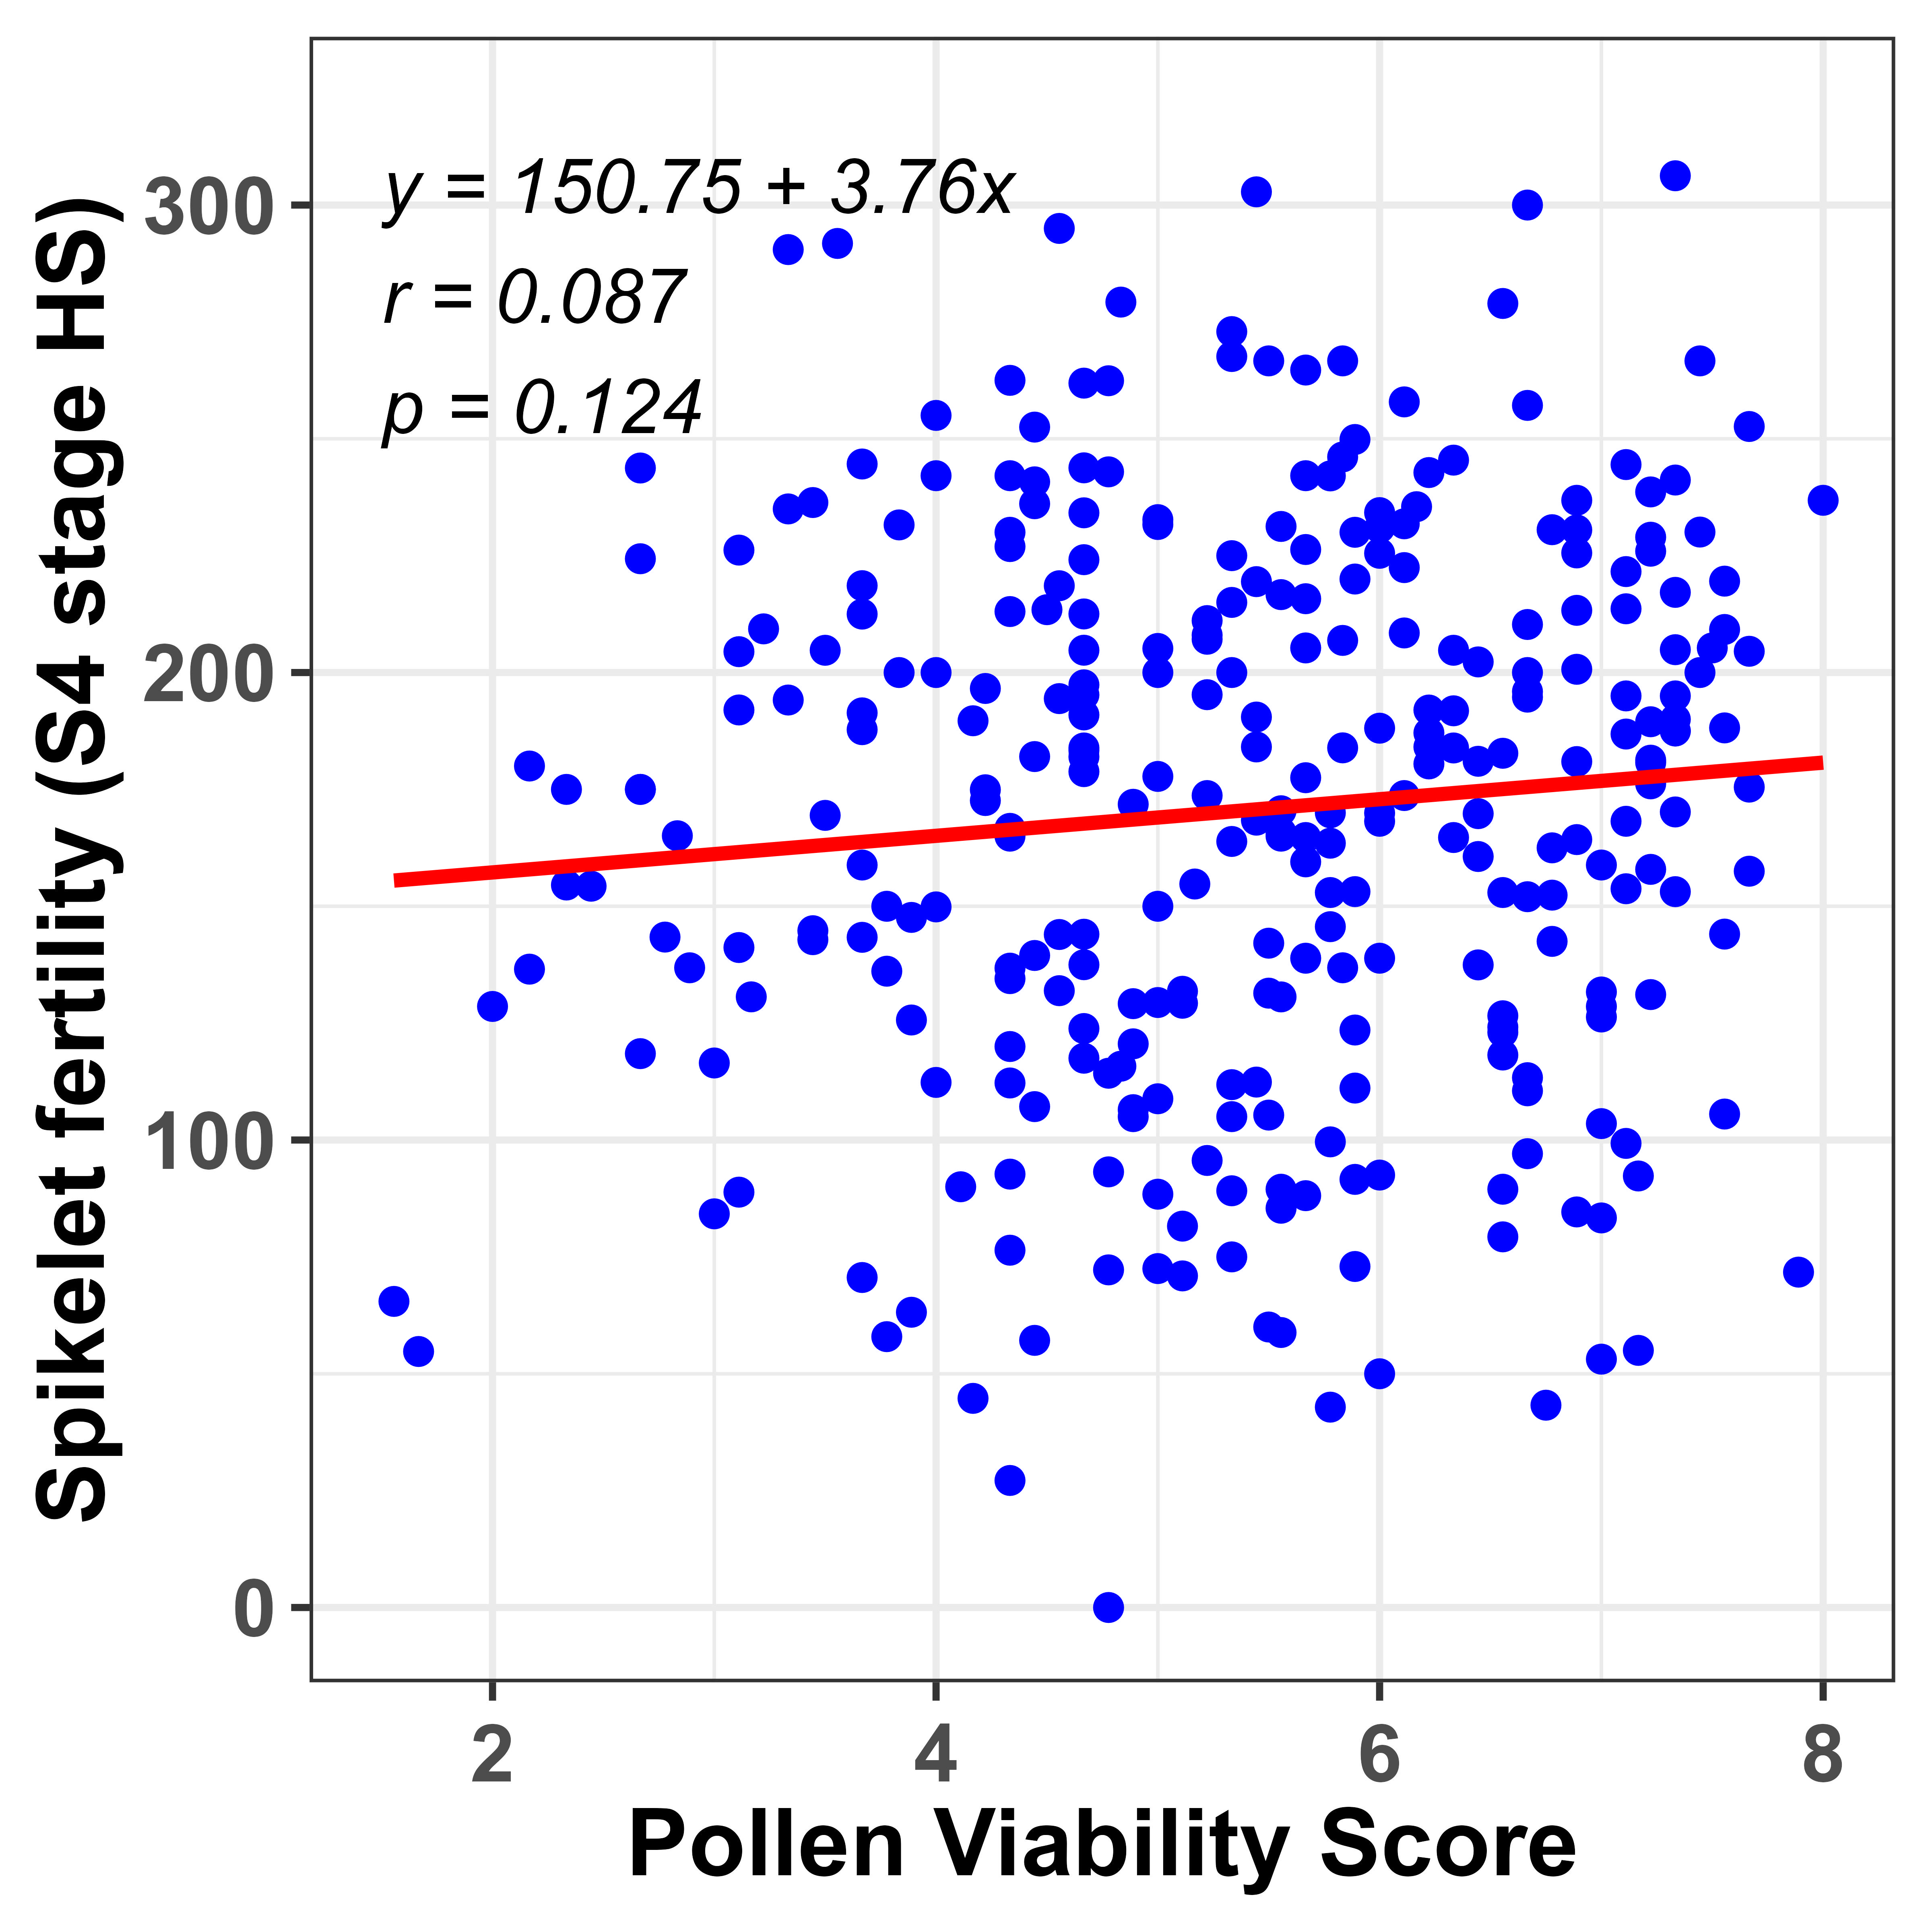 y = 150.75 + 3.76x
r = 0.087
p = 0.124
300
200
100
0
Spikelet fertility (S4 stage HS)
2 4 6 8
Pollen Viability Score